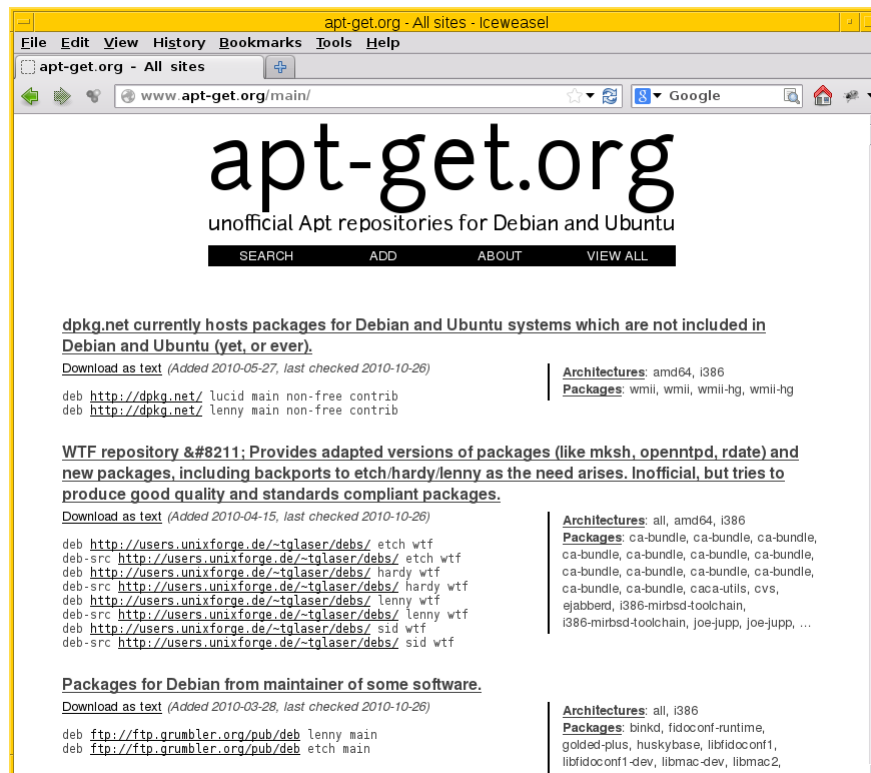 apt-get.org - All sites - Iceweasel
File Edit View History Bookmarks Tools Help
apt-get.org - All sites
www.apt-get.org/main/
Google
apt-get.org
unofficial Apt repositories for Debian and Ubuntu
SEARCH ADD ABOUT VIEW ALL
dpkg.net currently hosts packages for Debian and Ubuntu systems which are not included in
Debian and Ubuntu (yet, or ever).
Download as text (Added 2010-05-27, last checked 2010-10-26)
deb http://dpkg.net/ lucid main non-free contrib
deb http://dpkg.net/ lenny main non-free contrib
Architectures: amd64, i386
Packages: wmii, wmii, wmii-hg, wmii-hg
WTF repository &#8211; Provides adapted versions of packages (like mksh, openntpd, rdate) and
new packages, including backports to etch/hardy/lenny as the need arises. Inofficial, but tries to
produce good quality and standards compliant packages.
Download as text (Added 2010-04-15, last checked 2010-10-26)
deb http://users.unixforge.de/~tglaser/debs/ etch wtf
deb-src http://users.unixforge.de/~tglaser/debs/ etch wtf
deb http://users.unixforge.de/~tglaser/debs/ hardy wtf
deb-src http://users.unixforge.de/~tglaser/debs/ hardy wtf
deb http://users.unixforge.de/~tglaser/debs/ lenny wtf
deb-src http://users.unixforge.de/~tglaser/debs/ lenny wtf
deb http://users.unixforge.de/~tglaser/debs/ sid wtf
deb-src http://users.unixforge.de/~tglaser/debs/ sid wtf
Architectures: all, amd64, i386
Packages: ca-bundle, ca-bundle, ca-bundle,
ca-bundle, ca-bundle, ca-bundle, ca-bundle,
ca-bundle, ca-bundle, ca-bundle, ca-bundle,
ca-bundle, ca-bundle, caca-utils, cvs,
ejabberd, i386-mirbsd-toolchain,
i386-mirbsd-toolchain, joe-jupp, joe-jupp, ...
Packages for Debian from maintainer of some software.
Download as text (Added 2010-03-28, last checked 2010-10-26)
deb ftp://ftp.grumbler.org/pub/deb lenny main
deb ftp://ftp.grumbler.org/pub/deb etch main
Architectures: all, i386
Packages: binkd, fidoconf-runtime,
golded-plus, huskybase, libfidoconf1,
libfidoconf1-dev, libmac-dev, libmac2,